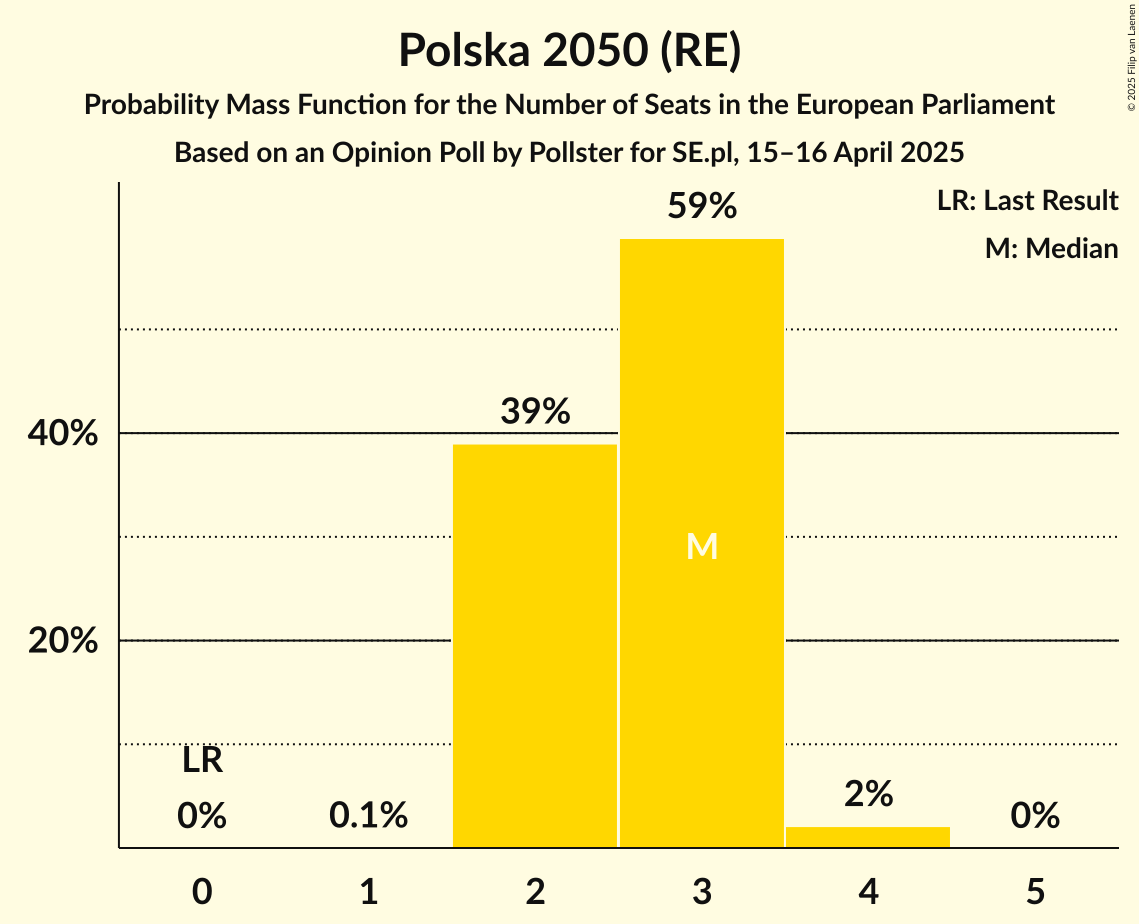 Polska 2050 (RE)
Probability Mass Function for the Number of Seats in the European Parliament
Based on an Opinion Poll by Pollster for SE.pl, 15–16 April 2025
© 2025 Filip van Laenen
LR: Last Result
M: Median
59%
39%
40%
M
20%
LR
0%
0.1%
2%
0%
0
1
2
3
4
5